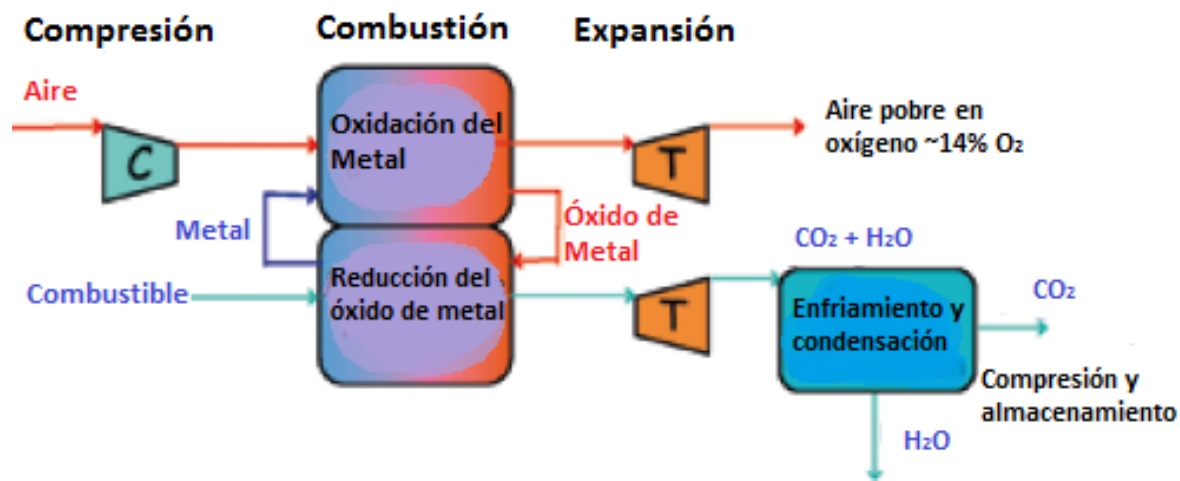 Compresión
Combustión
Expansión
Aire
C
Oxidación del
Metal
T
Aire pobre en
oxígeno ~14% O₂
Metal
Óxido de
Metal
Combustible
Reducción del
óxido de metal
T
CO₂ + H₂O
Enfriamiento y
condensación
CO₂
Compresión y
almacenamiento
H₂O